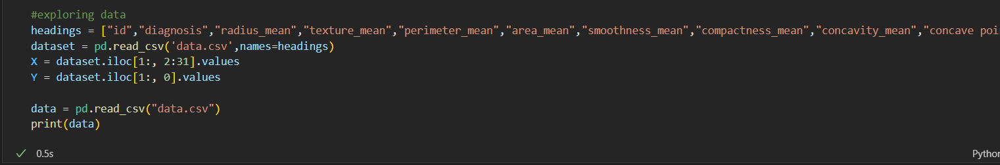 #exploring data
headings = ["id","diagnosis","radius_mean","texture_mean","perimeter_mean","area_mean","smoothness_mean","compactness_mean","concavity_mean","concave poi
dataset = pd.read_csv('data.csv',names=headings)
X = dataset.iloc[1:, 2:31].values
Y = dataset.iloc[1:, 0].values
data = pd.read_csv("data.csv")
print(data)
0.5s
Python